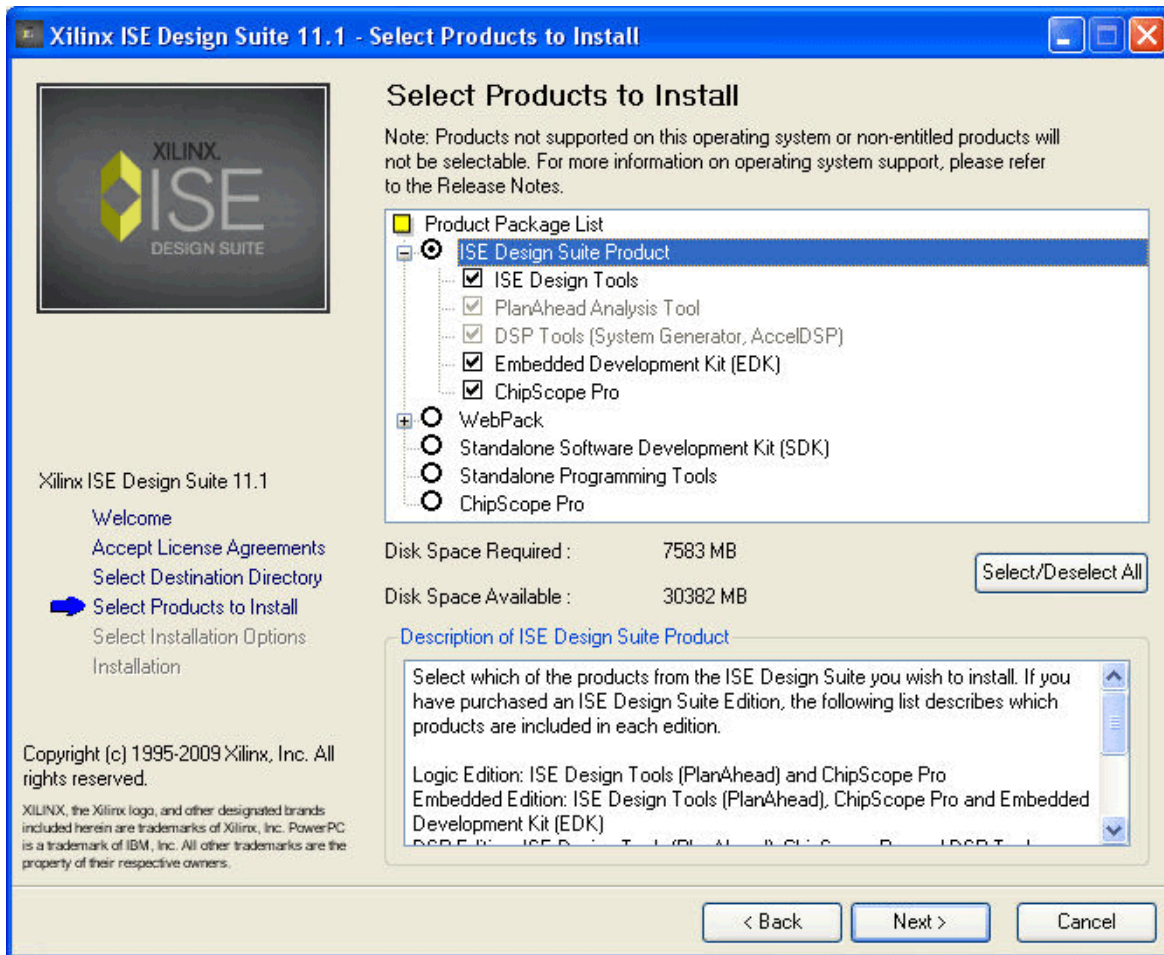 Xilinx ISE Design Suite 11.1 - Select Products to Install
XILINX.
ISE
DESIGN SUITE
Xilinx ISE Design Suite 11.1
Welcome
Accept License Agreements
Select Destination Directory
Select Products to Install
Select Installation Options
Installation
Copyright (c) 1995-2009 Xilinx, Inc. All
rights reserved.
XILINX, the Xilinx logo, and other designated brands
included herein are trademarks of Xilinx, Inc. PowerPC
is a trademark of IBM, Inc. All other trademarks are the
property of their respective owners.
Select Products to Install
Note: Products not supported on this operating system or non-entitled products will
not be selectable. For more information on operating system support, please refer
to the Release Notes.
Product Package List
ISE Design Suite Product
ISE Design Tools
PlanAhead Analysis Tool
DSP Tools (System Generator, AccelDSP)
Embedded Development Kit (EDK)
ChipScope Pro
WebPack
Standalone Software Development Kit (SDK)
Standalone Programming Tools
ChipScope Pro
Disk Space Required : 7583 MB
Select/Deselect All
Disk Space Available : 30382 MB
Description of ISE Design Suite Product
Select which of the products from the ISE Design Suite you wish to install. If you
have purchased an ISE Design Suite Edition, the following list describes which
products are included in each edition.
Logic Edition: ISE Design Tools (PlanAhead) and ChipScope Pro
Embedded Edition: ISE Design Tools (PlanAhead), ChipScope Pro and Embedded
Development Kit (EDK)
DSP Edition: ISE Design Tools (PlanAhead), ChipScope Pro and DSP Tools
< Back
Next >
Cancel